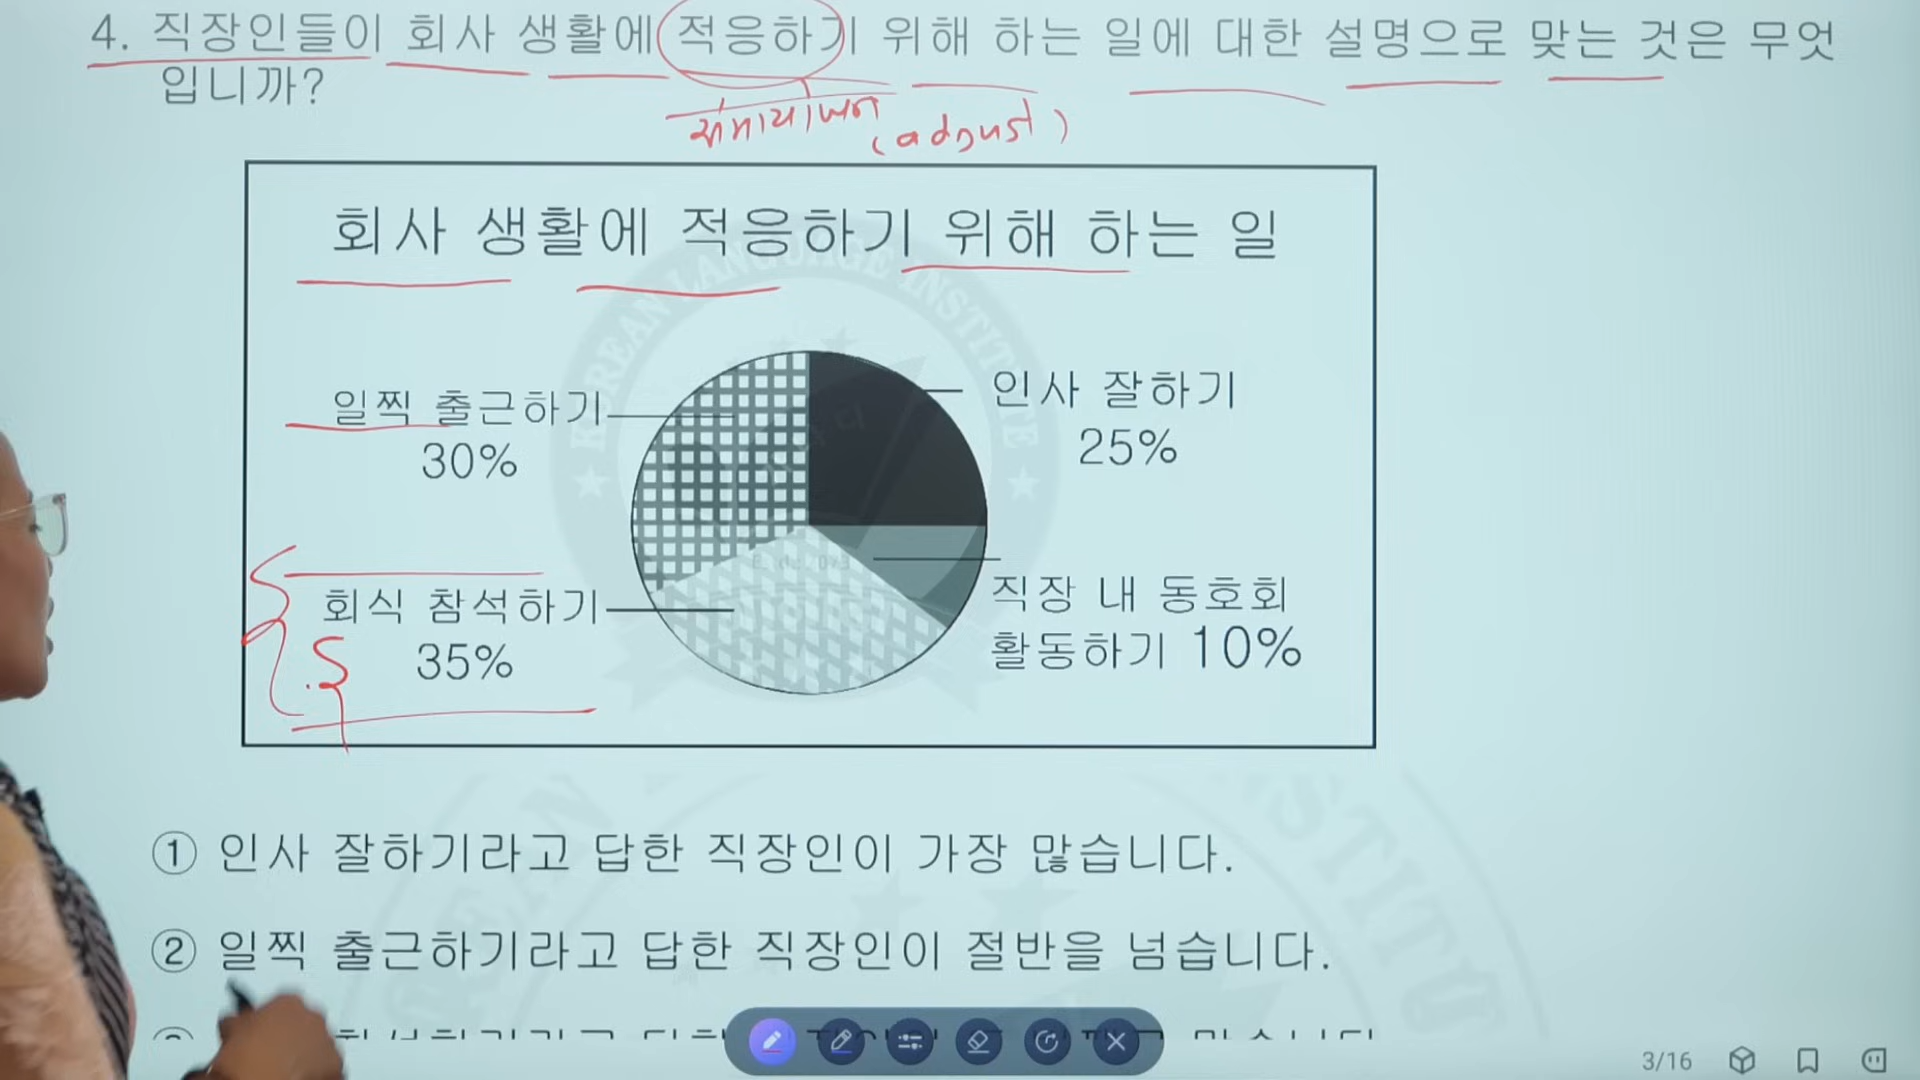 4. 직장인들이 회사 생활에 적응하기 위해 하는 일에 대한 설명으로 맞는 것은 무엇
입니까?
(adjust)
회사 생활에 적응하기 위해 하는 일
일찍 출근하기
30%
인사 잘하기
25%
회식 참석하기
35%
직장 내 동호회
활동하기 10%
KOREAN LANGUAGE INSTITUTE
① 인사 잘하기라고 답한 직장인이 가장 많습니다.
② 일찍 출근하기라고 답한 직장인이 절반을 넘습니다.
3/16